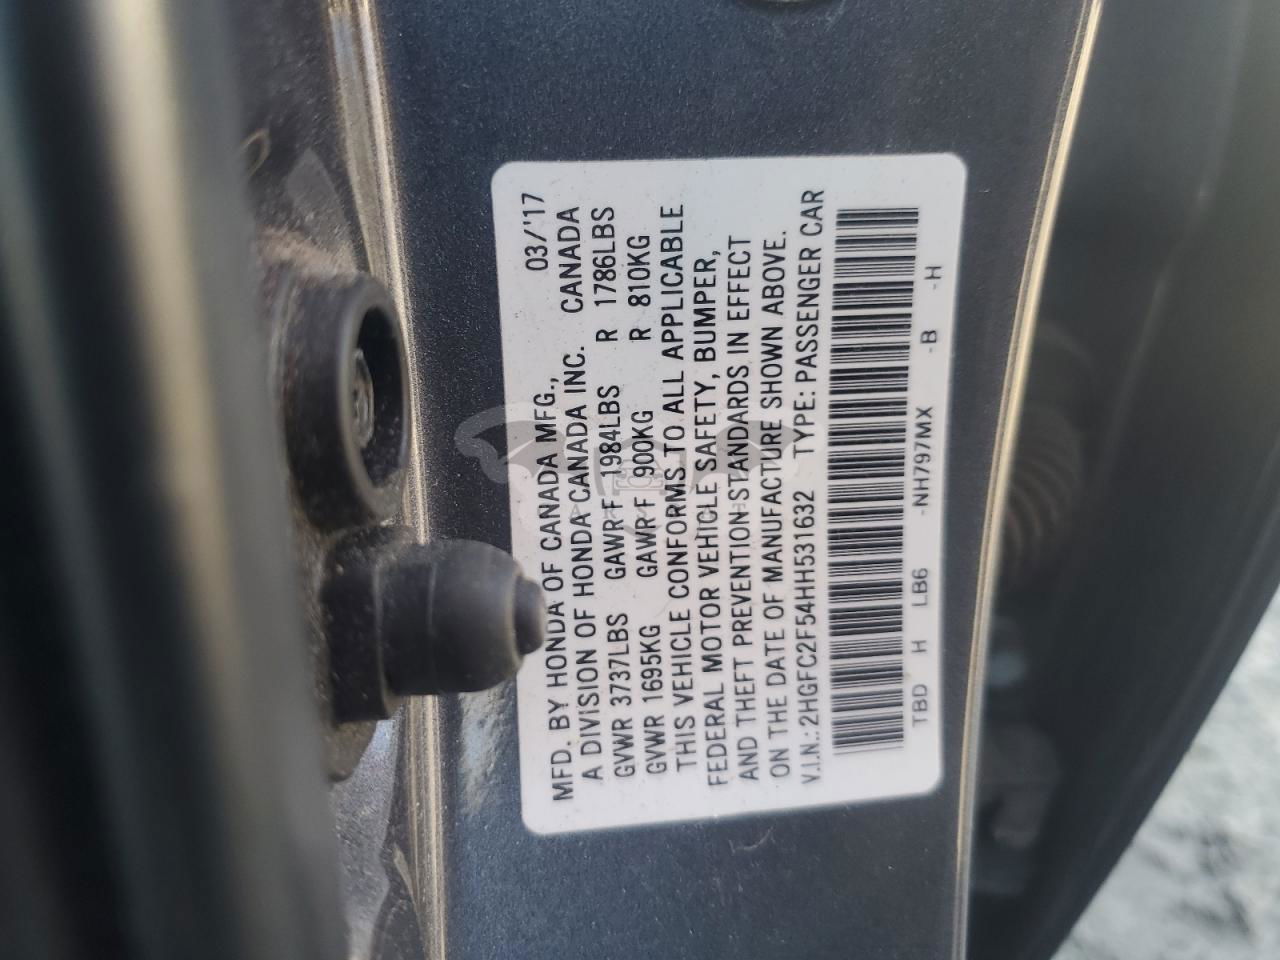 MFD. BY HONDA OF CANADA MFG., 03/'17
A DIVISION OF HONDA CANADA INC. CANADA
GVWR 3737LBS GAWR F 1984LBS R 1786LBS
GVWR 1695KG GAWR F 900KG R 810KG
THIS VEHICLE CONFORMS TO ALL APPLICABLE
FEDERAL MOTOR VEHICLE SAFETY, BUMPER,
AND THEFT PREVENTION STANDARDS IN EFFECT
ON THE DATE OF MANUFACTURE SHOWN ABOVE.
V.I.N.: 2HGFC2F54HH531632 TYPE: PASSENGER CAR
TBD H LB6 -NH797MX -B -H